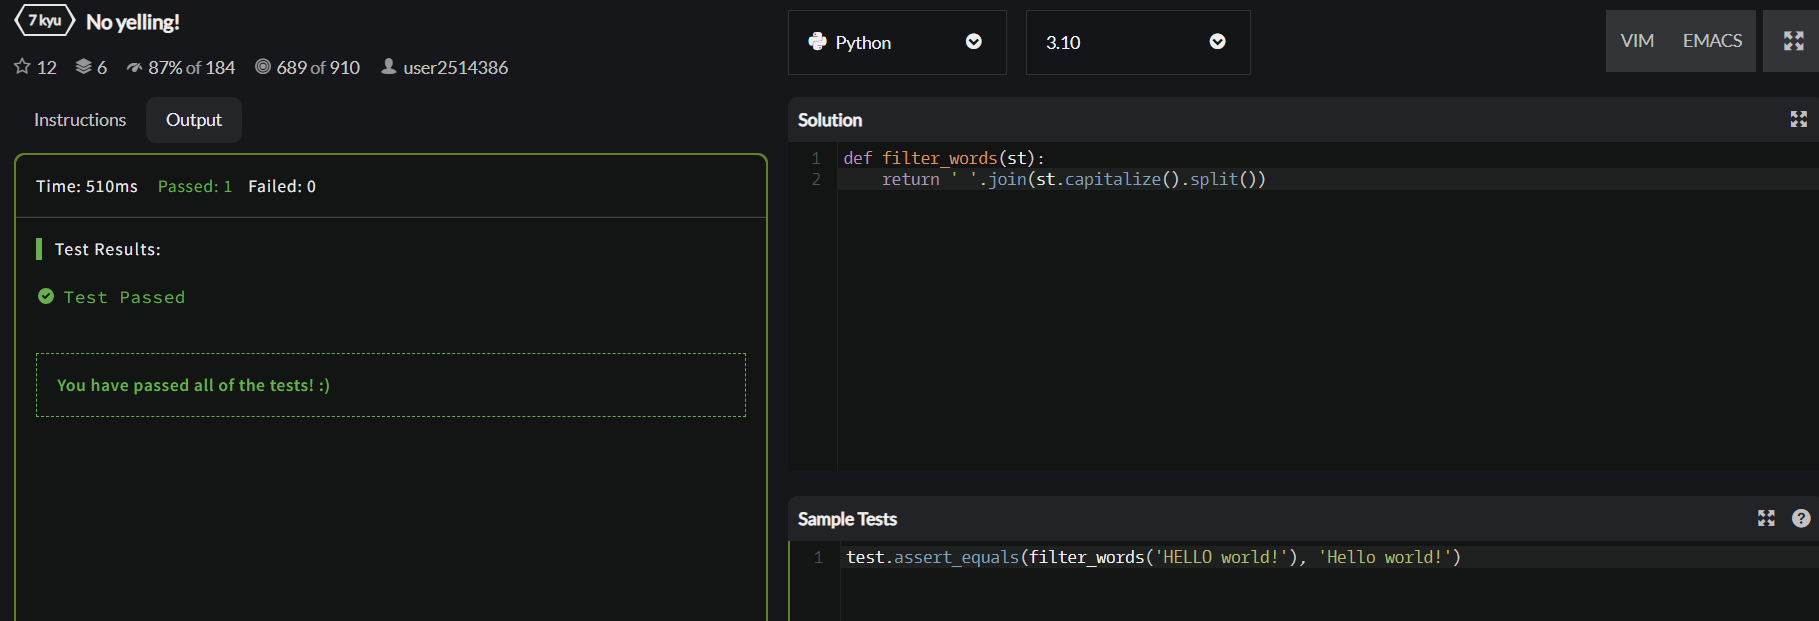 7 kyu No yelling!
12 6 87% of 184 689 of 910 user2514386
Instructions Output
Time: 510ms Passed: 1 Failed: 0
Test Results:
Test Passed
You have passed all of the tests! :)
Python 3.10 VIM EMACS
Solution
1 def filter_words(st):
2     return ' '.join(st.capitalize().split())
Sample Tests ?
1 test.assert_equals(filter_words('HELLO world!'), 'Hello world!')